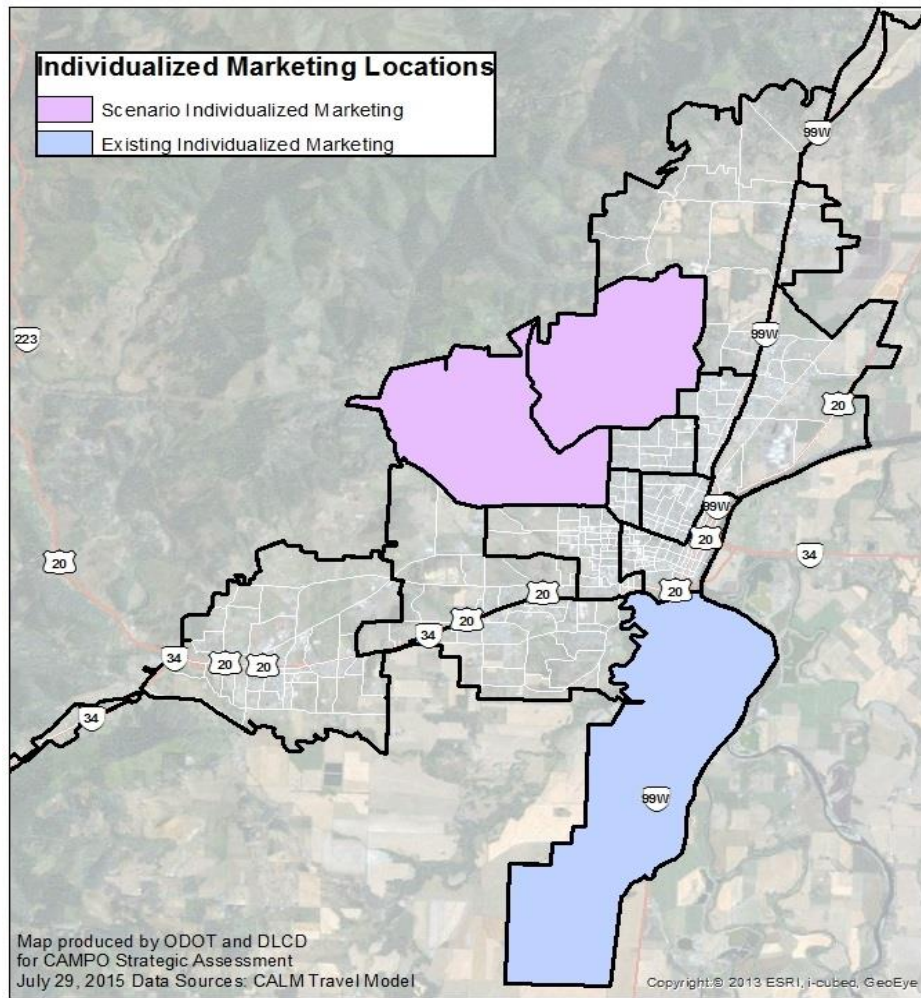 Individualized Marketing Locations
Scenario Individualized Marketing
Existing Individualized Marketing
99W
223
99W
20
99W
20
34
20
20
20
20
34
34
20
20
34
99W
Map produced by ODOT and DLCD
for CAMPO Strategic Assessment
July 29, 2015 Data Sources: CALM Travel Model
Copyright:© 2013 ESRI, i-cubed, GeoEye